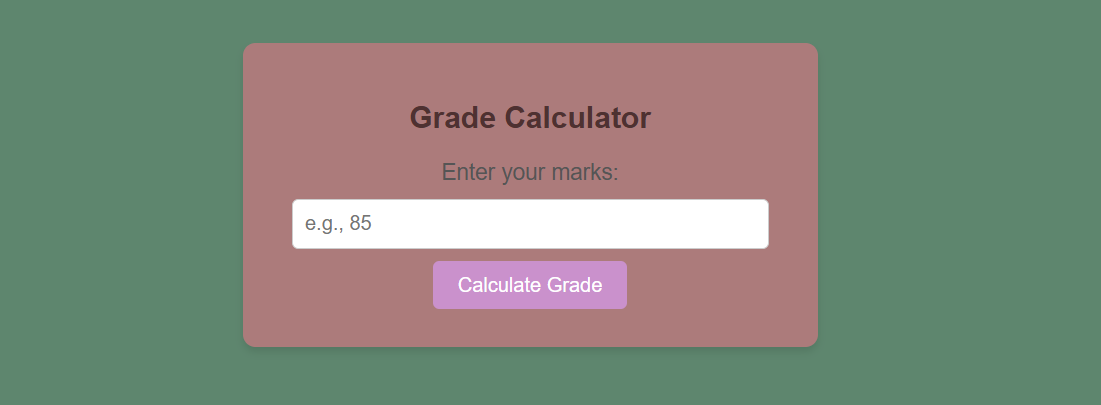 Grade Calculator
Enter your marks:
e.g., 85
Calculate Grade